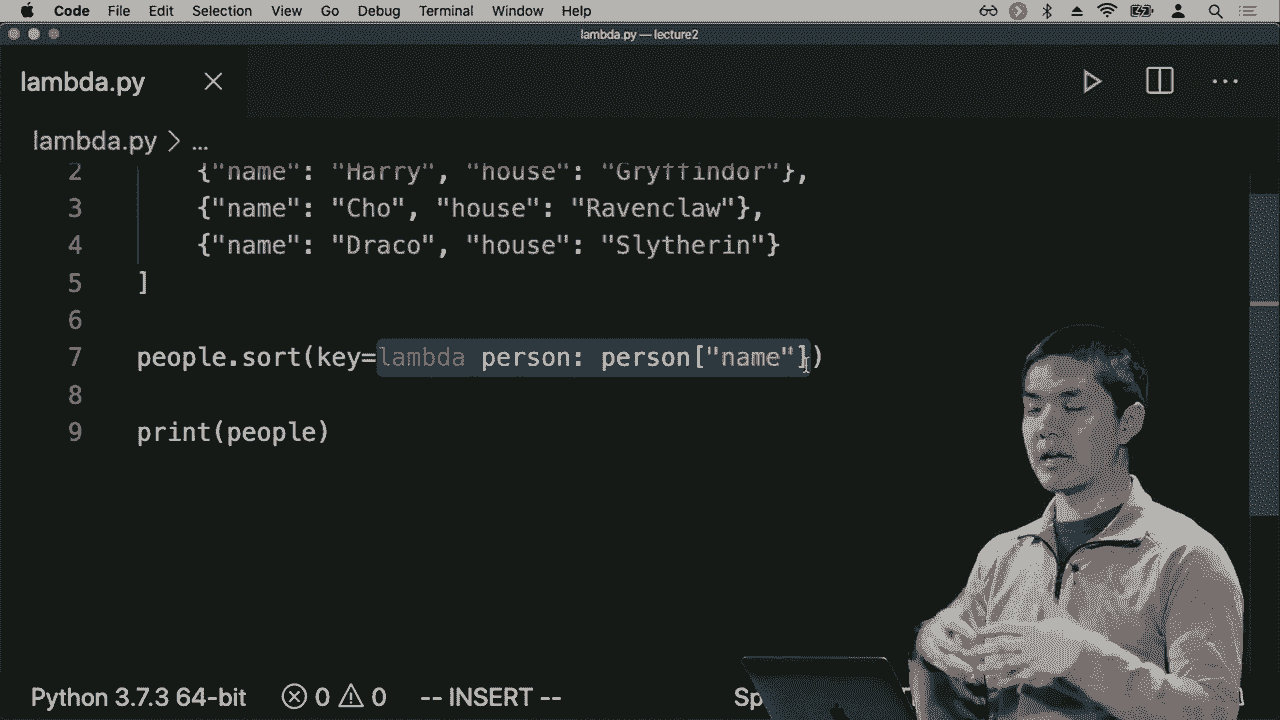 Code File Edit Selection View Go Debug Terminal Window Help
lambda.py — lecture2
lambda.py
lambda.py > ...
2 {"name": "Harry", "house": "Gryffindor"},
3 {"name": "Cho", "house": "Ravenclaw"},
4 {"name": "Draco", "house": "Slytherin"}
5 ]
6
7 people.sort(key=lambda person: person["name"])
8
9 print(people)
Python 3.7.3 64-bit 0 0 -- INSERT --